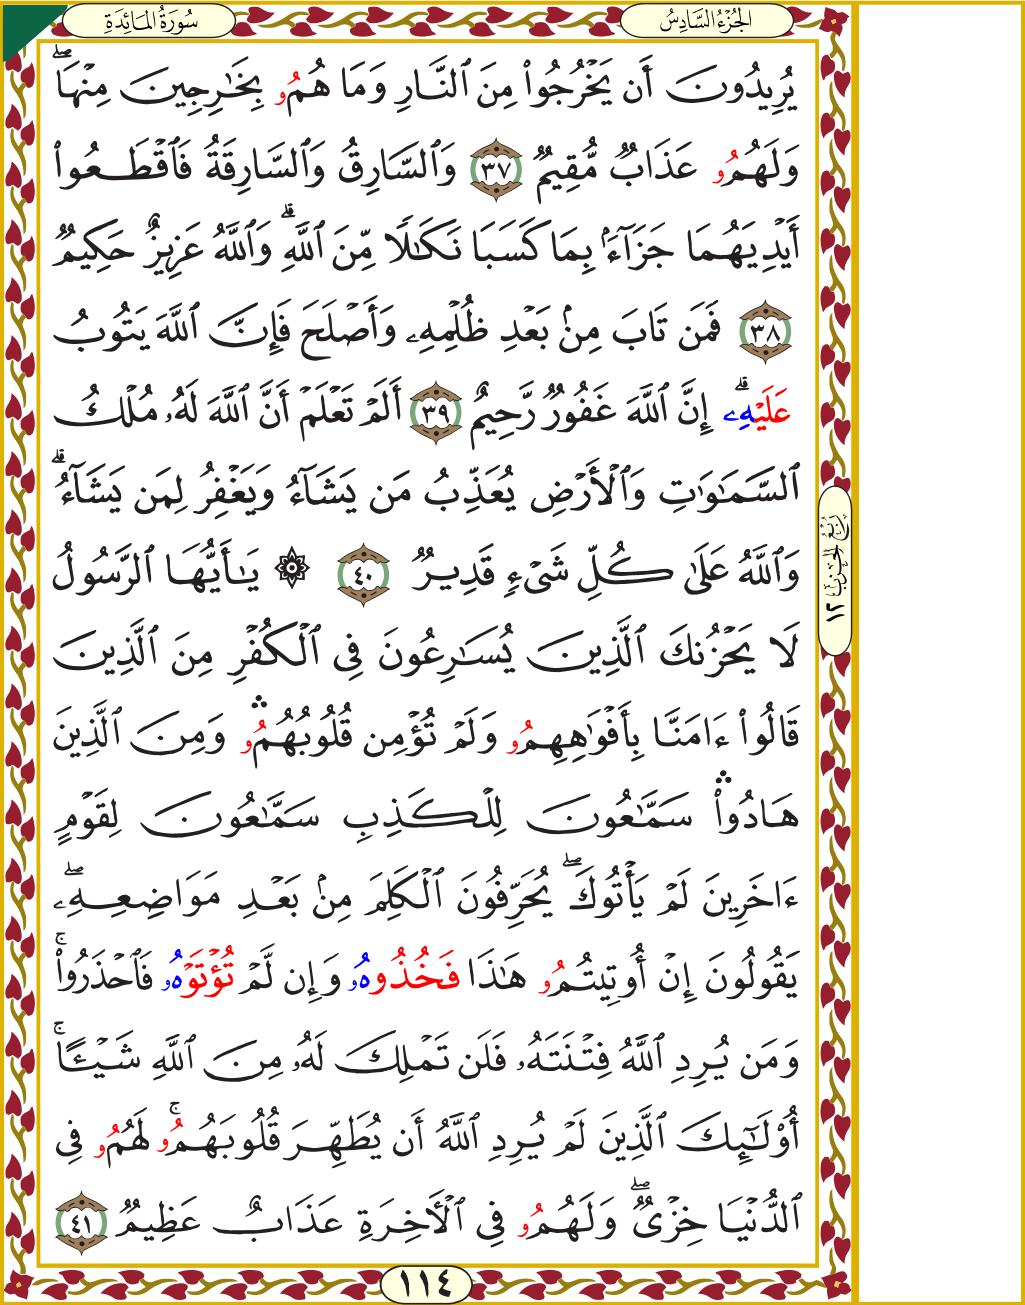 سُورَةُ المَائِدَةِ
الجُزْءُ السَّادِسُ
يُرِيدُونَ أَن يَخْرُجُواْ مِنَ ٱلنَّارِ وَمَا هُمُۥ بِخَٰرِجِينَ مِنْهَاۖ
وَلَهُمُۥ عَذَابٌ مُّقِيمٌ ٣٧ وَٱلسَّارِقُ وَٱلسَّارِقَةُ فَٱقْطَعُواْ
أَيْدِيَهُمَا جَزَآءَۢ بِمَا كَسَبَا نَكَٰلًا مِّنَ ٱللَّهِۗ وَٱللَّهُ عَزِيزٌ حَكِيمٌ
٣٨ فَمَن تَابَ مِنۢ بَعْدِ ظُلْمِهِۦ وَأَصْلَحَ فَإِنَّ ٱللَّهَ يَتُوبُ
عَلَيْهِۦۗ إِنَّ ٱللَّهَ غَفُورٌ رَّحِيمٌ ٣٩ أَلَمْ تَعْلَمْ أَنَّ ٱللَّهَ لَهُۥ مُلْكُ
ٱلسَّمَٰوَٰتِ وَٱلْأَرْضِ يُعَذِّبُ مَن يَشَآءُ وَيَغْفِرُ لِمَن يَشَآءُۗ
وَٱللَّهُ عَلَىٰ كُلِّ شَىْءٍ قَدِيرٌ ٤٠ ۞ يَٰٓأَيُّهَا ٱلرَّسُولُ
لَا يَحْزُنكَ ٱلَّذِينَ يُسَٰرِعُونَ فِى ٱلْكُفْرِ مِنَ ٱلَّذِينَ
قَالُواْ ءَامَنَّا بِأَفْوَٰهِهِمُۥ وَلَمْ تُؤْمِن قُلُوبُهُمُۥۛ وَمِنَ ٱلَّذِينَ
هَادُواْۛ سَمَّٰعُونَ لِلْكَذِبِ سَمَّٰعُونَ لِقَوْمٍ
ءَاخَرِينَ لَمْ يَأْتُوكَۖ يُحَرِّفُونَ ٱلْكَلِمَ مِنۢ بَعْدِ مَوَاضِعِهِۦۖ
يَقُولُونَ إِنْ أُوتِيتُمُۥ هَٰذَا فَخُذُوهُۥ وَإِن لَّمْ تُؤْتَوْهُۥ فَٱحْذَرُواْۚ
وَمَن يُرِدِ ٱللَّهُ فِتْنَتَهُۥ فَلَن تَمْلِكَ لَهُۥ مِنَ ٱللَّهِ شَيْـًٔاۚ
أُوْلَٰٓئِكَ ٱلَّذِينَ لَمْ يُرِدِ ٱللَّهُ أَن يُطَهِّرَ قُلُوبَهُمُۥۚ لَهُمُۥ فِى
ٱلدُّنْيَا خِزْىٌۖ وَلَهُمُۥ فِى ٱلْأَخِرَةِ عَذَابٌ عَظِيمٌ ٤١
رُبْعُ الحِزْبِ ١٢
١١٤